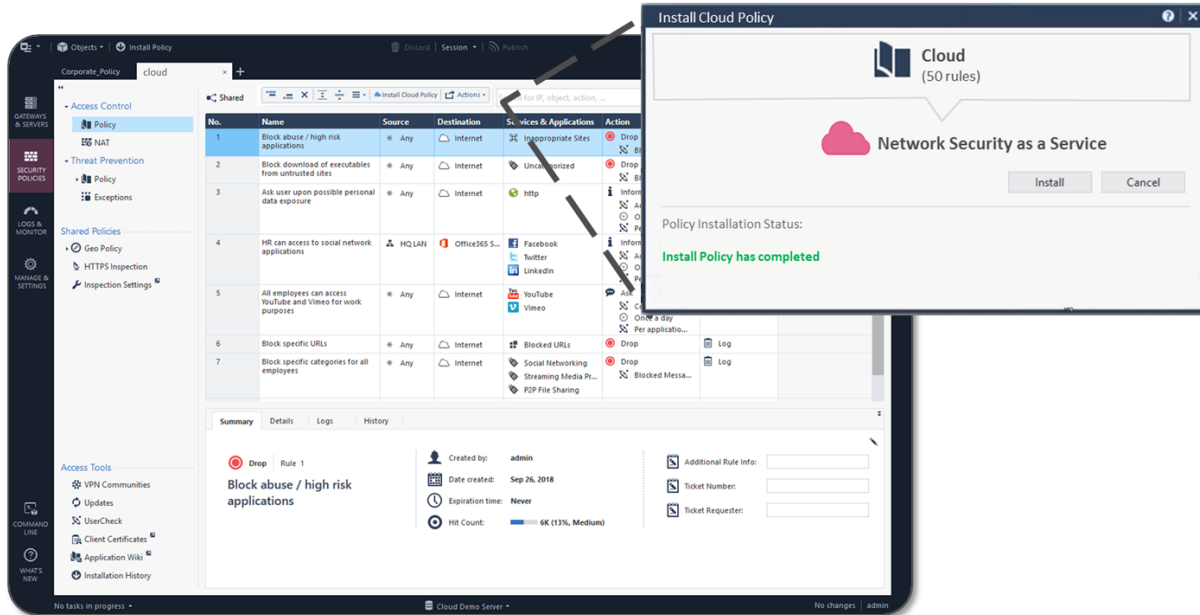 Objects
Install Policy
Discard
Session
Publish
Corporate_Policy
cloud
GATEWAYS
& SERVERS
SECURITY
POLICIES
LOGS &
MONITOR
MANAGE &
SETTINGS
COMMAND
LINE
WHAT'S
NEW
Access Control
Policy
NAT
Threat Prevention
Policy
Exceptions
Shared Policies
Geo Policy
HTTPS Inspection
Inspection Settings
Access Tools
VPN Communities
Updates
UserCheck
Client Certificates
Application Wiki
Installation History
Shared
Install Cloud Policy
Actions
Search for IP, object, action, ...
No. Name Source Destination Services & Applications Action
1 Block abuse / high risk applications Any Internet Inappropriate Sites Drop
2 Block download of executables from untrusted sites Any Internet Uncategorized Drop
3 Ask user upon possible personal data exposure Any Internet http Inform
4 HR can access to social network applications HQ LAN Office365 S... Facebook Inform
Twitter
LinkedIn
5 All employees can access YouTube and Vimeo for work purposes Any Internet YouTube Ask
Vimeo
Once a day
Per applicatio...
6 Block specific URLs Any Internet Blocked URLs Drop Log
7 Block specific categories for all employees Any Internet Social Networking Drop Log
Streaming Media Pr... Blocked Messa...
P2P File Sharing
Summary Details Logs History
Drop Rule 1
Block abuse / high risk
applications
Created by: admin
Date created: Sep 26, 2018
Expiration time: Never
Hit Count: 6K (13%, Medium)
Additional Rule Info:
Ticket Number:
Ticket Requester:
No tasks in progress
Cloud Demo Server
No changes
admin
Install Cloud Policy
Cloud
(50 rules)
Network Security as a Service
Install
Cancel
Policy Installation Status:
Install Policy has completed